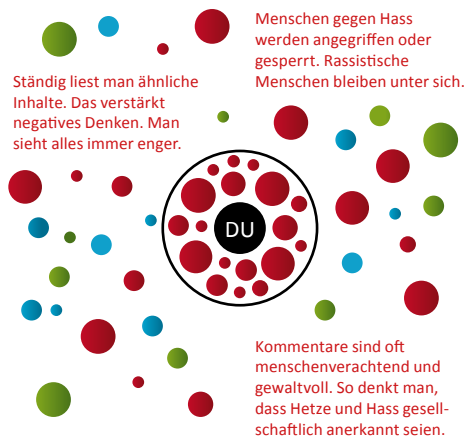 Menschen gegen Hass
werden angegriffen oder
gesperrt. Rassistische
Menschen bleiben unter sich.
Ständig liest man ähnliche
Inhalte. Das verstärkt
negatives Denken. Man
sieht alles immer enger.
DU
Kommentare sind oft
menschenverachtend und
gewaltvoll. So denkt man,
dass Hetze und Hass gesell-
schaftlich anerkannt seien.